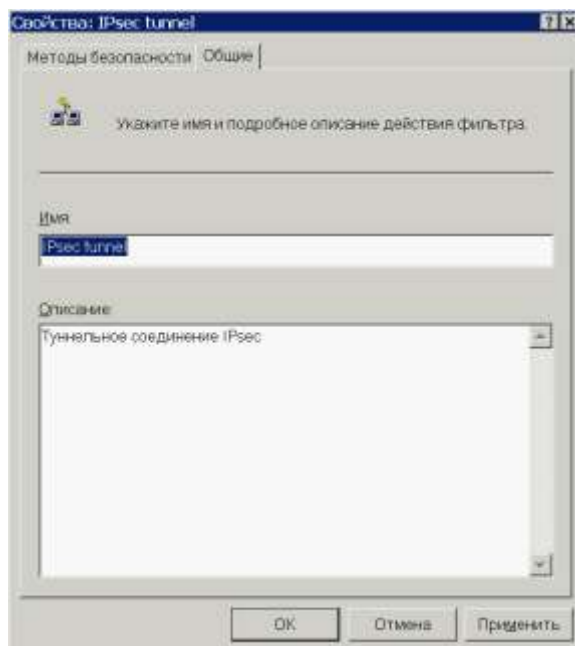 Свойства: IPsec tunnel
Методы безопасности Общие
Укажите имя и подробное описание действия фильтра.
Имя
IPsec tunnel
Описание
Туннельное соединение IPsec
ОК Отмена Применить